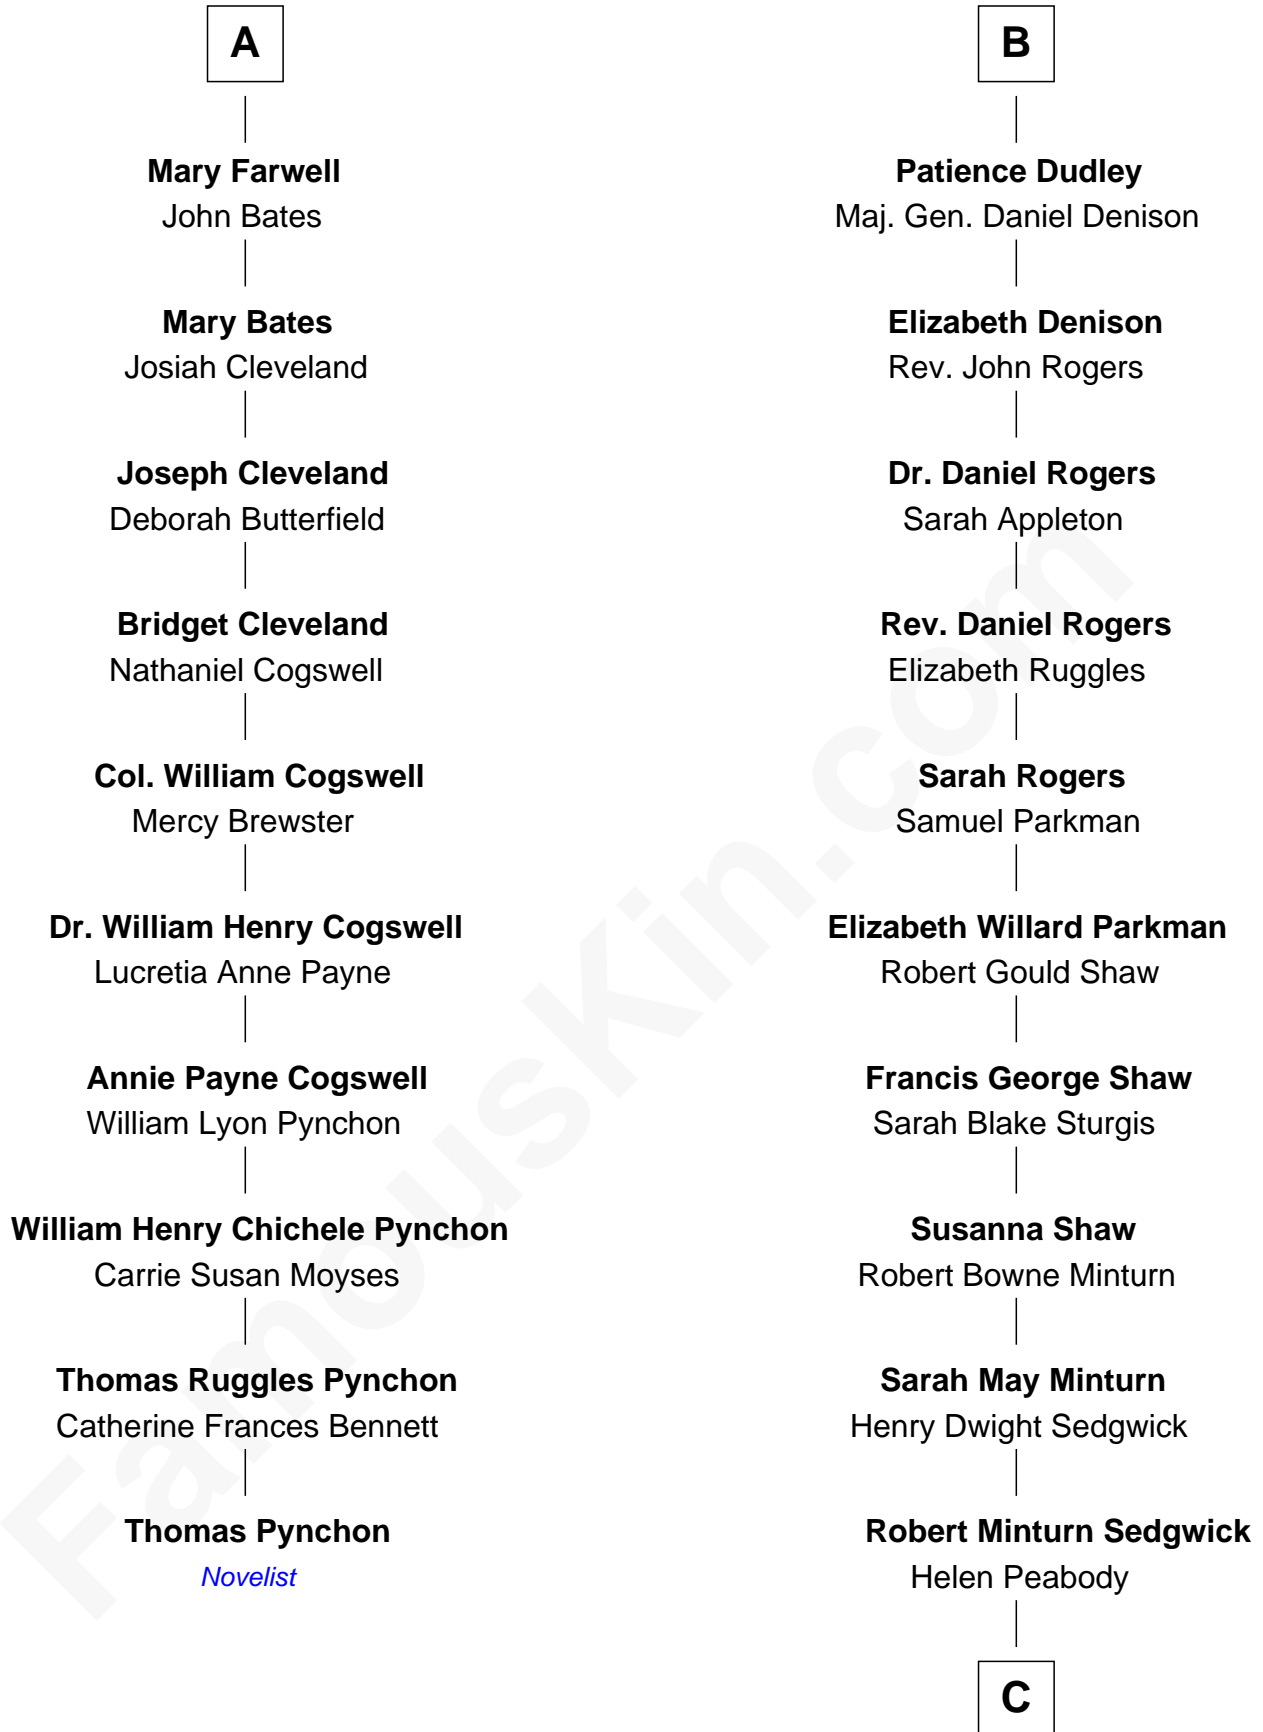 A
Mary Farwell
John Bates
Mary Bates
Josiah Cleveland
Joseph Cleveland
Deborah Butterfield
Bridget Cleveland
Nathaniel Cogswell
Col. William Cogswell
Mercy Brewster
Dr. William Henry Cogswell
Lucretia Anne Payne
Annie Payne Cogswell
William Lyon Pynchon
William Henry Chichele Pynchon
Carrie Susan Moyses
Thomas Ruggles Pynchon
Catherine Frances Bennett
Thomas Pynchon
Novelist
B
Patience Dudley
Maj. Gen. Daniel Denison
Elizabeth Denison
Rev. John Rogers
Dr. Daniel Rogers
Sarah Appleton
Rev. Daniel Rogers
Elizabeth Ruggles
Sarah Rogers
Samuel Parkman
Elizabeth Willard Parkman
Robert Gould Shaw
Francis George Shaw
Sarah Blake Sturgis
Susanna Shaw
Robert Bowne Minturn
Sarah May Minturn
Henry Dwight Sedgwick
Robert Minturn Sedgwick
Helen Peabody
C
FamousKin.com